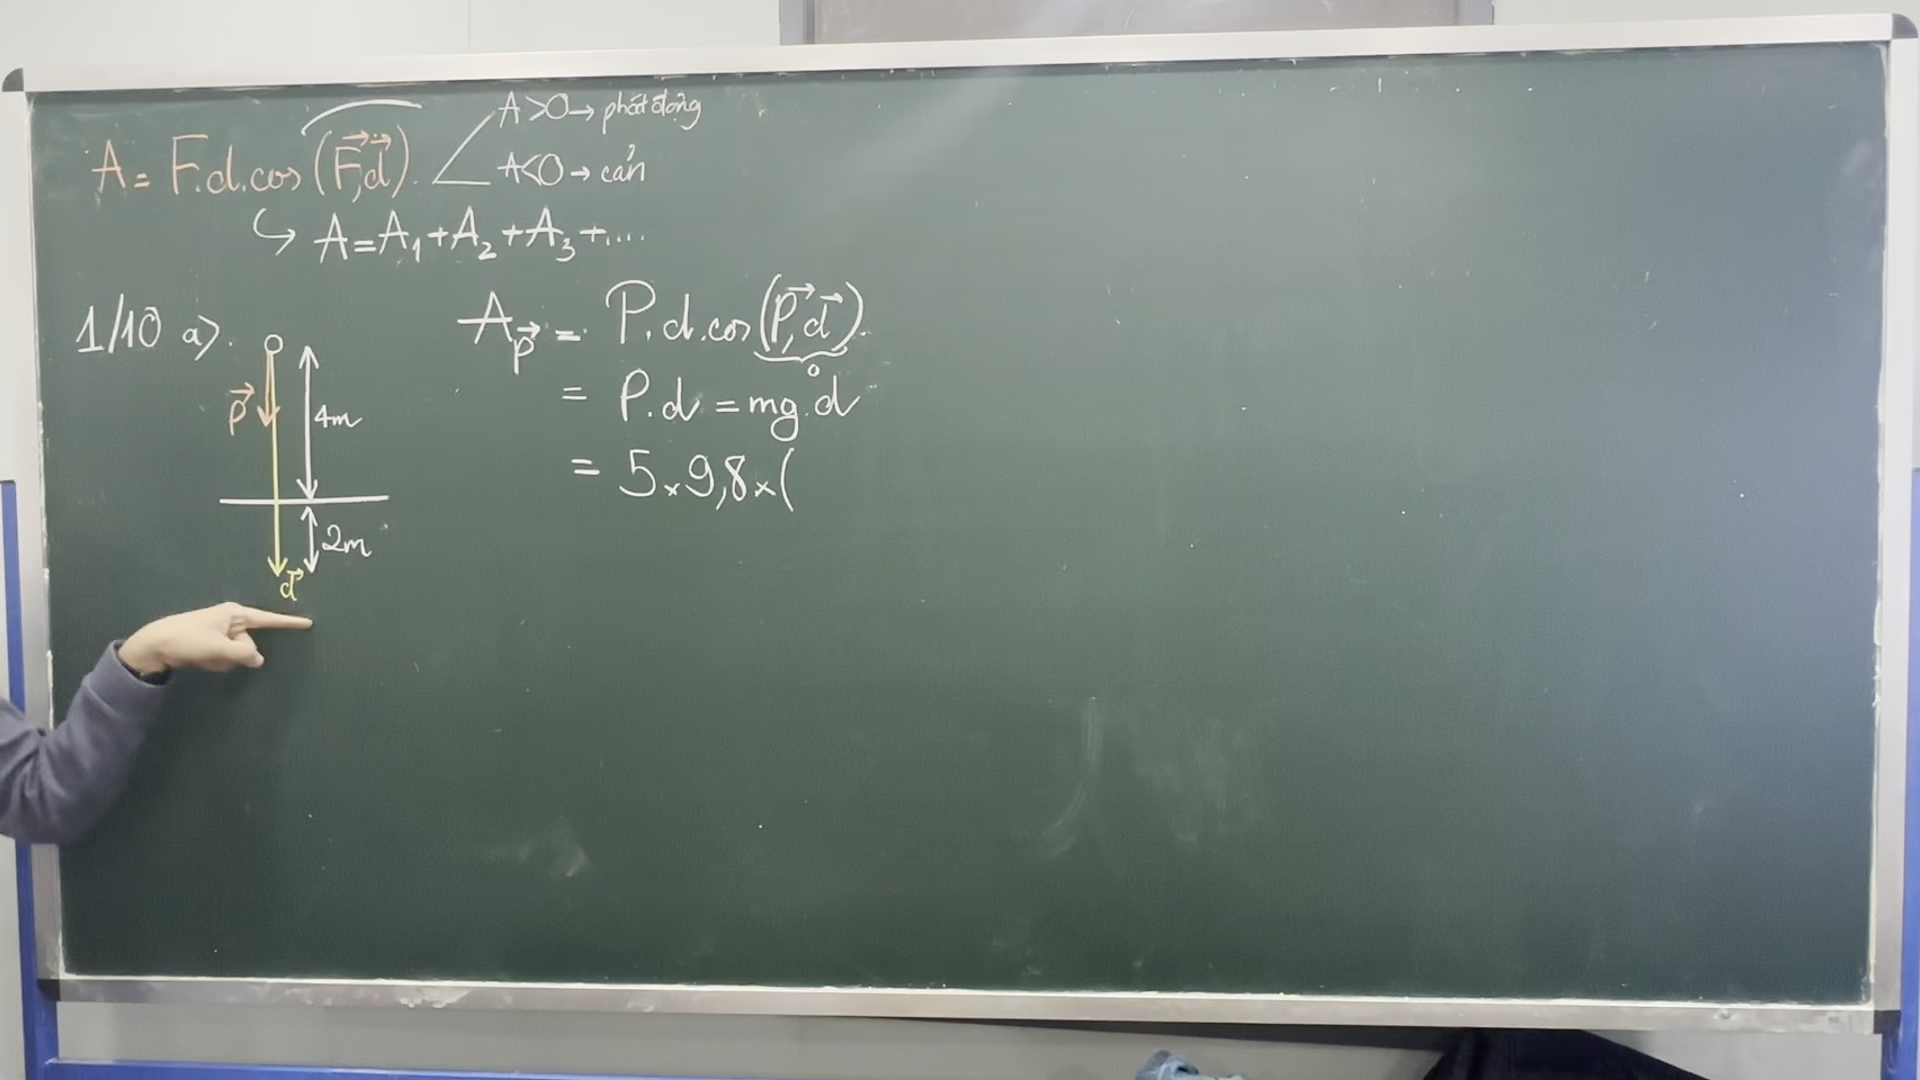 A = F.d.cos(F⃗,d⃗).
A>0 → phát động
A<0 → cản
↪ A=A₁+A₂+A₃+....
1/10 a).
P⃗
4m
2m
d⃗
A_P⃗ = P.d.cos(P⃗,d⃗).
0
= P.d = mg.d
= 5×9,8×(